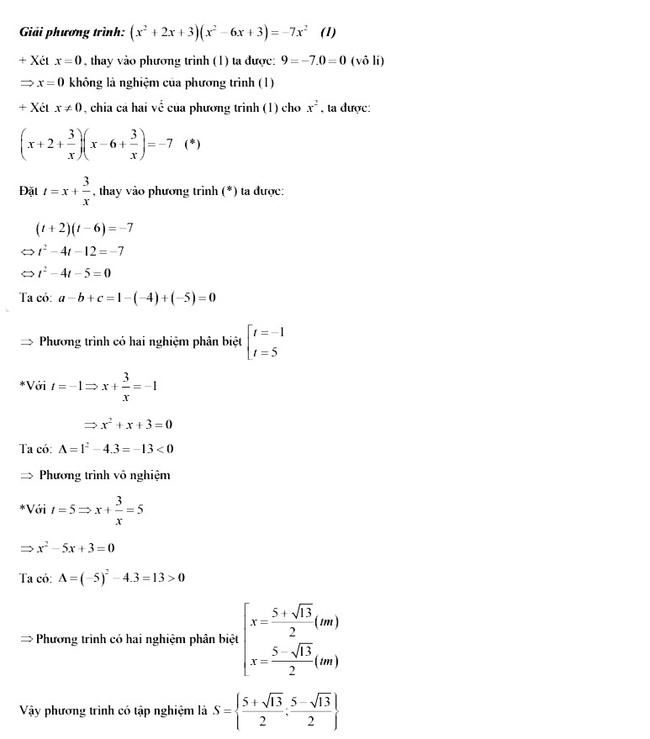 Giải phương trình: (x² + 2x + 3)(x² − 6x + 3) = −7x² (1)
+ Xét x = 0, thay vào phương trình (1) ta được: 9 = −7.0 = 0 (vô lí)
⇒ x = 0 không là nghiệm của phương trình (1)
+ Xét x ≠ 0, chia cả hai vế của phương trình (1) cho x², ta được:
(x + 2 + 3/x)(x − 6 + 3/x) = −7 (*)
Đặt t = x + 3/x, thay vào phương trình (*) ta được:
(t + 2)(t − 6) = −7
⇔ t² − 4t − 12 = −7
⇔ t² − 4t − 5 = 0
Ta có: a − b + c = 1 − (−4) + (−5) = 0
⇒ Phương trình có hai nghiệm phân biệt [t = −1
t = 5
*Với t = −1 ⇒ x + 3/x = −1
⇒ x² + x + 3 = 0
Ta có: Δ = 1² − 4.3 = −13 < 0
⇒ Phương trình vô nghiệm
*Với t = 5 ⇒ x + 3/x = 5
⇒ x² − 5x + 3 = 0
Ta có: Δ = (−5)² − 4.3 = 13 > 0
⇒ Phương trình có hai nghiệm phân biệt [x = (5 + √13)/2 (tm)
x = (5 − √13)/2 (tm)
Vậy phương trình có tập nghiệm là S = {(5 + √13)/2; (5 − √13)/2}